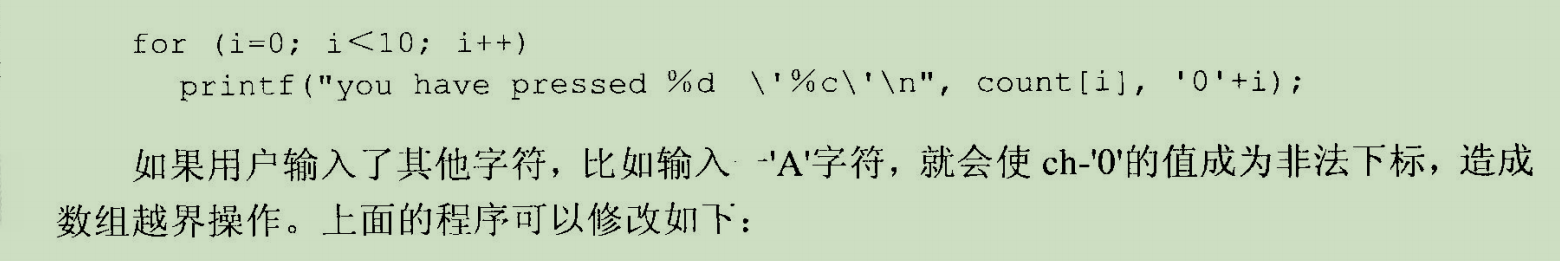 for (i=0; i<10; i++)
printf("you have pressed %d \'%c\'\n", count[i], '0'+i);
如果用户输入了其他字符，比如输入一'A'字符，就会使 ch-'0'的值成为非法下标，造成
数组越界操作。上面的程序可以修改如下：